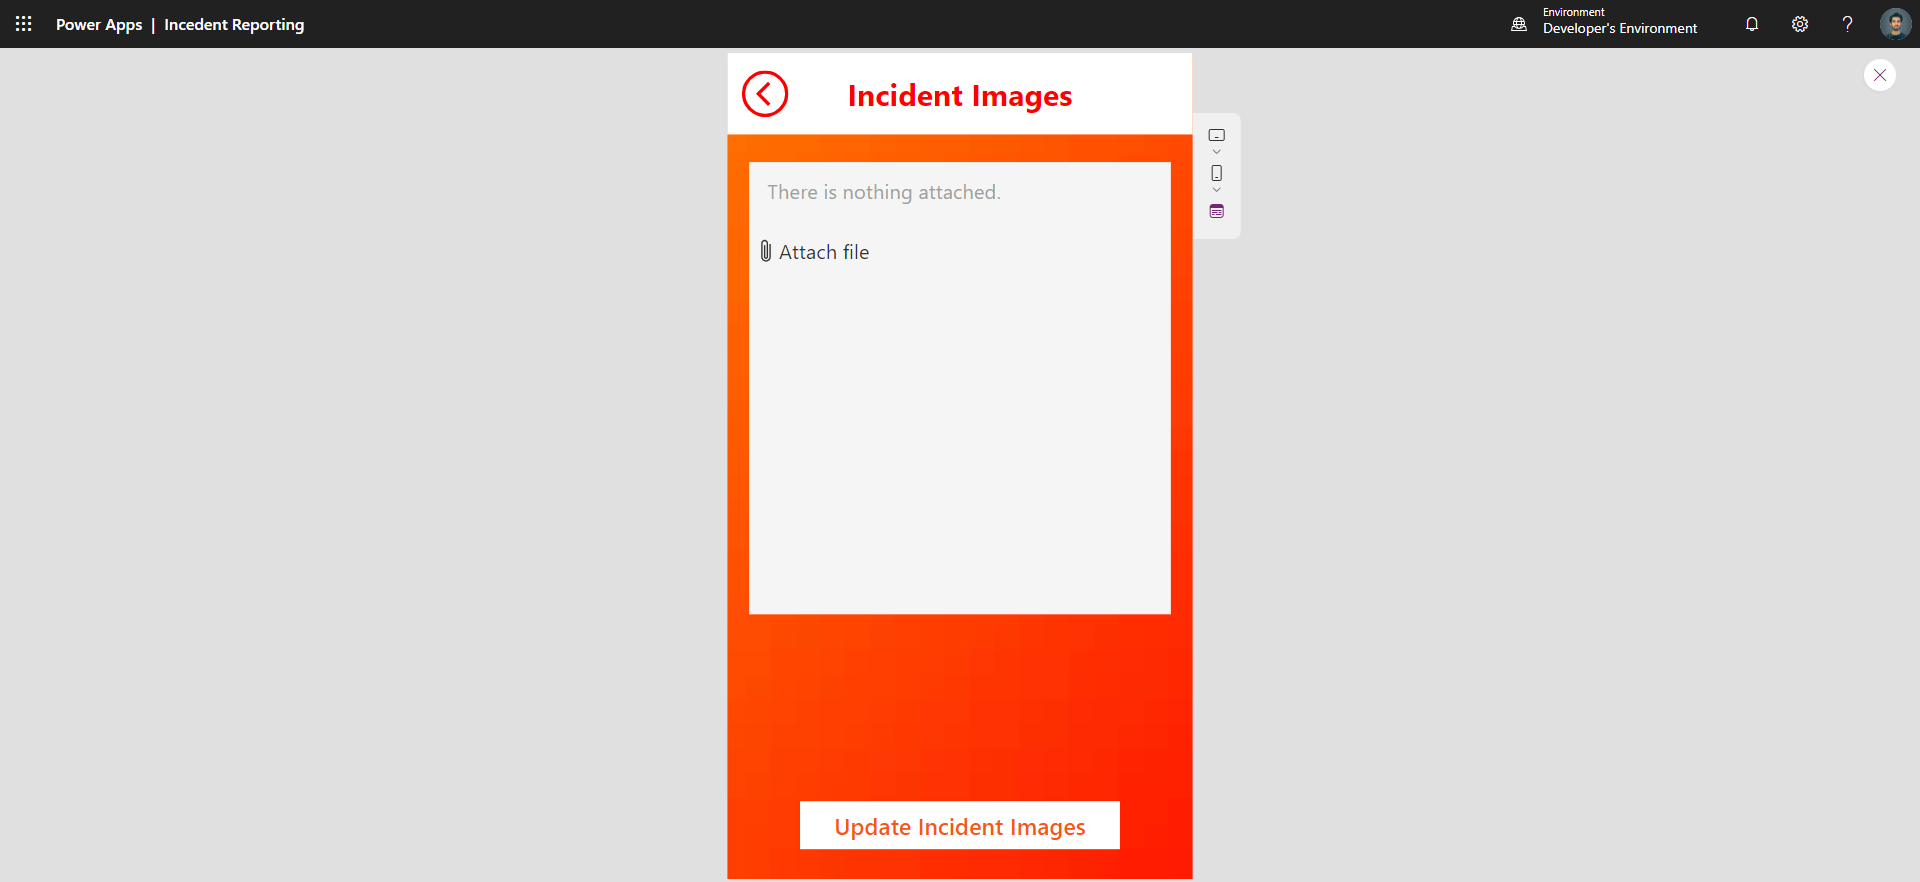 Power Apps | Incedent Reporting
Environment
Developer's Environment
Incident Images
There is nothing attached.
Attach file
Update Incident Images